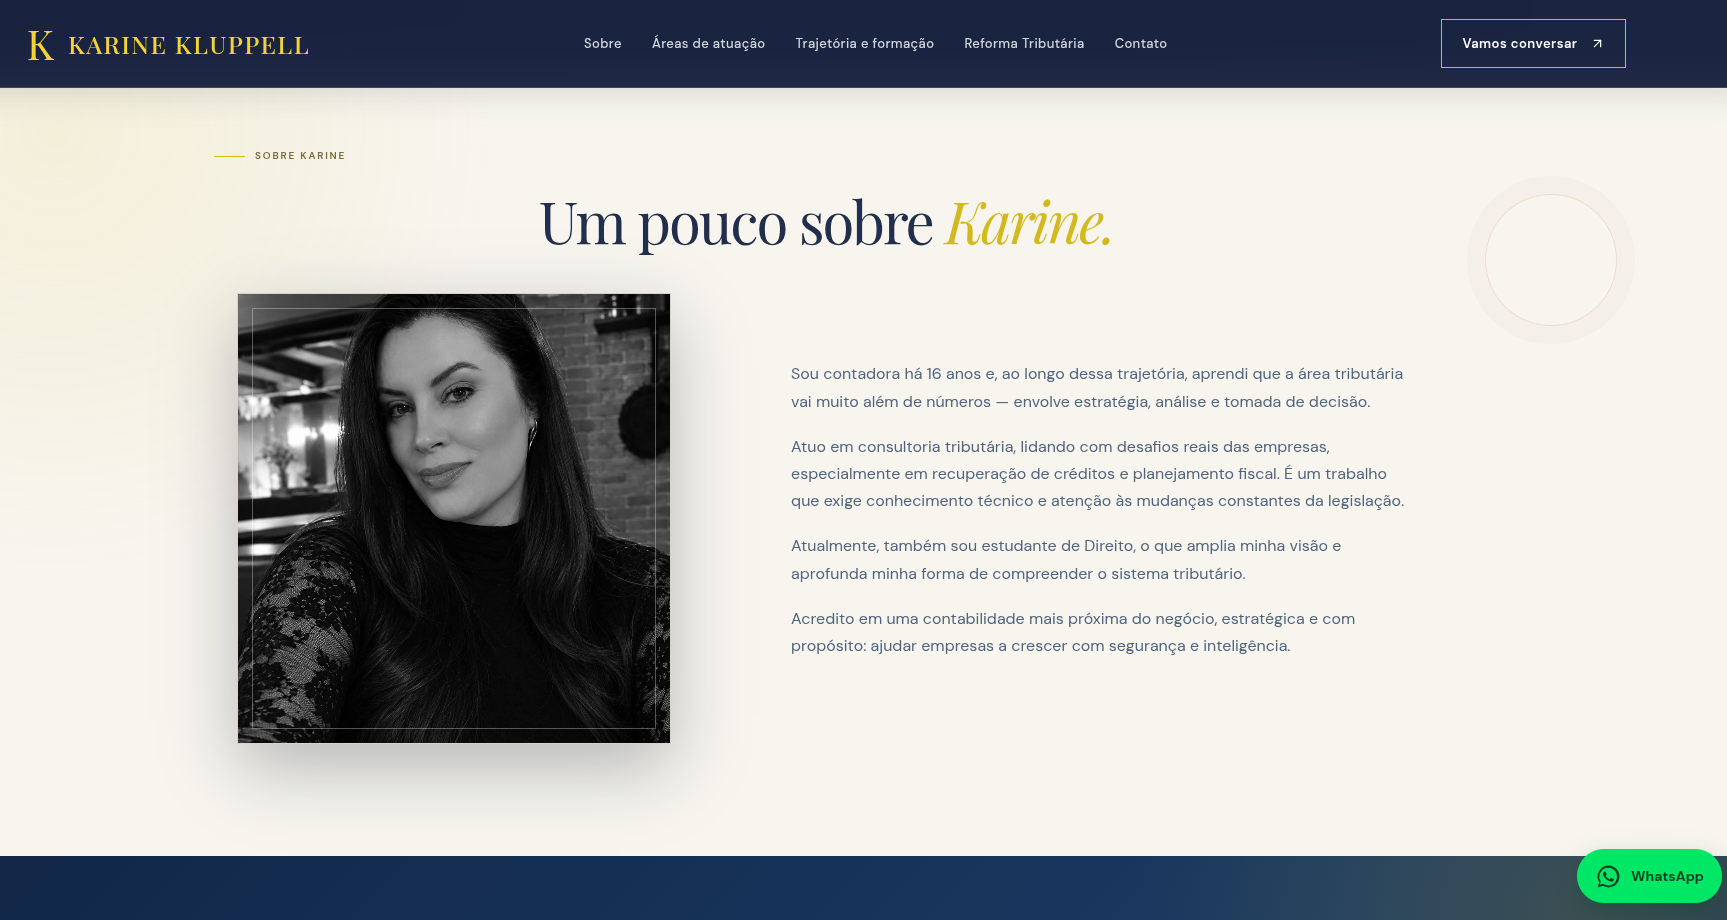 K KARINE KLUPPELL
Sobre
Áreas de atuação
Trajetória e formação
Reforma Tributária
Contato
Vamos conversar
SOBRE KARINE
Um pouco sobre Karine.
Sou contadora há 16 anos e, ao longo dessa trajetória, aprendi que a área tributária
vai muito além de números — envolve estratégia, análise e tomada de decisão.
Atuo em consultoria tributária, lidando com desafios reais das empresas,
especialmente em recuperação de créditos e planejamento fiscal. É um trabalho
que exige conhecimento técnico e atenção às mudanças constantes da legislação.
Atualmente, também sou estudante de Direito, o que amplia minha visão e
aprofunda minha forma de compreender o sistema tributário.
Acredito em uma contabilidade mais próxima do negócio, estratégica e com
propósito: ajudar empresas a crescer com segurança e inteligência.
WhatsApp